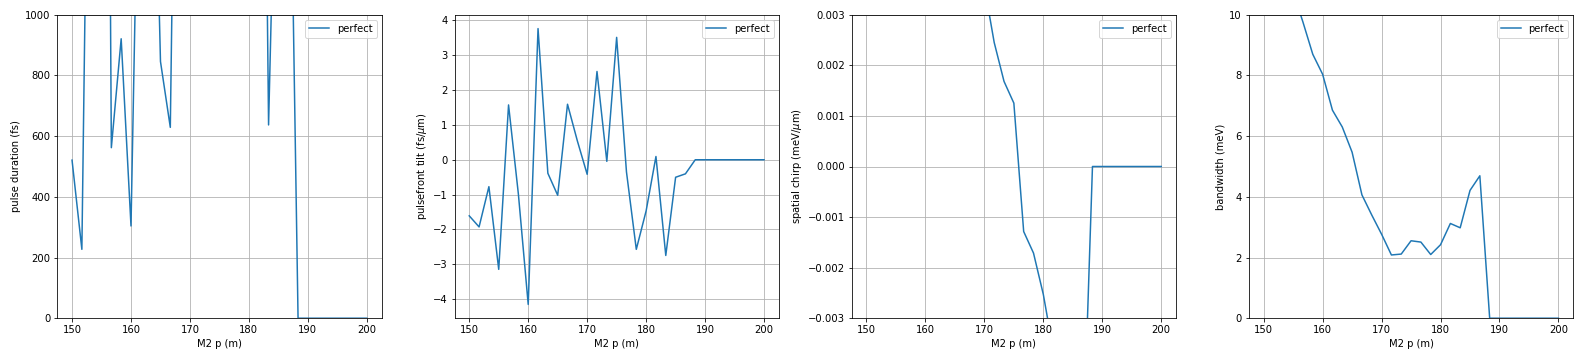 pulse duration (fs)
1000
800
600
400
200
0
150 160 170 180 190 200
M2 p (m)
perfect
pulsefront tilt (fs/μm)
4
3
2
1
0
−1
−2
−3
−4
150 160 170 180 190 200
M2 p (m)
perfect
spatial chirp (meV/μm)
0.003
0.002
0.001
0.000
−0.001
−0.002
−0.003
150 160 170 180 190 200
M2 p (m)
perfect
bandwidth (meV)
10
8
6
4
2
0
150 160 170 180 190 200
M2 p (m)
perfect